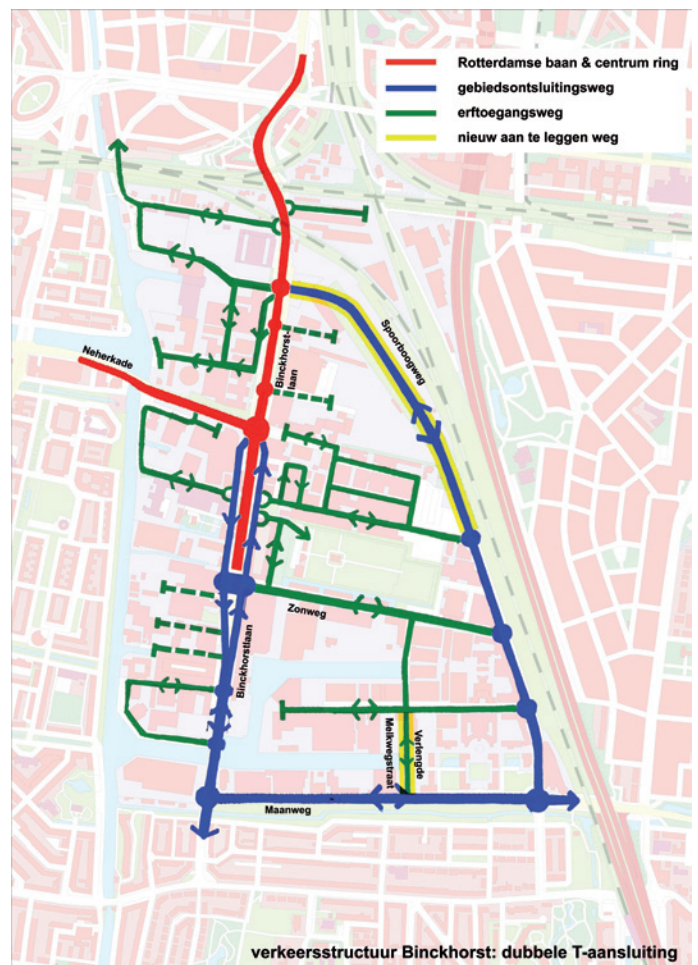 Rotterdamse baan & centrum ring
gebiedsontsluitingsweg
erftoegangsweg
nieuw aan te leggen weg
Spoorboogweg
Neherkade
Binckhorst-
laan
Zonweg
Binckhorstlaan
Verlengde
Melkwegstraat
Maanweg
verkeersstructuur Binckhorst: dubbele T-aansluiting